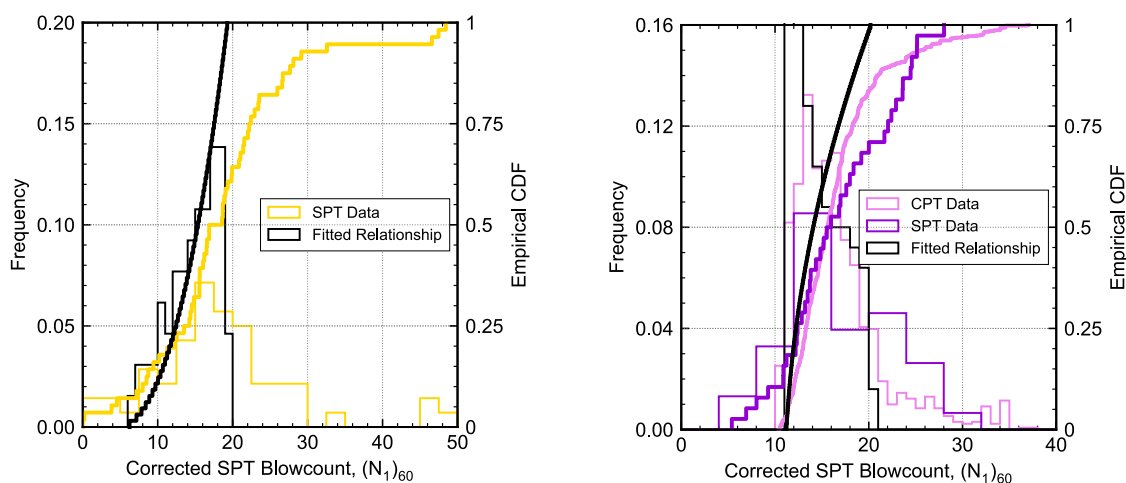 0.20
0.15
0.10
0.05
0.00
Frequency
0
10
20
30
40
50
Corrected SPT Blowcount, (N₁)₆₀
1
0.75
0.5
0.25
0
Empirical CDF
SPT Data
Fitted Relationship
0.16
0.12
0.08
0.04
0.00
Frequency
0
10
20
30
40
Corrected SPT Blowcount, (N₁)₆₀
1
0.75
0.5
0.25
0
Empirical CDF
CPT Data
SPT Data
Fitted Relationship